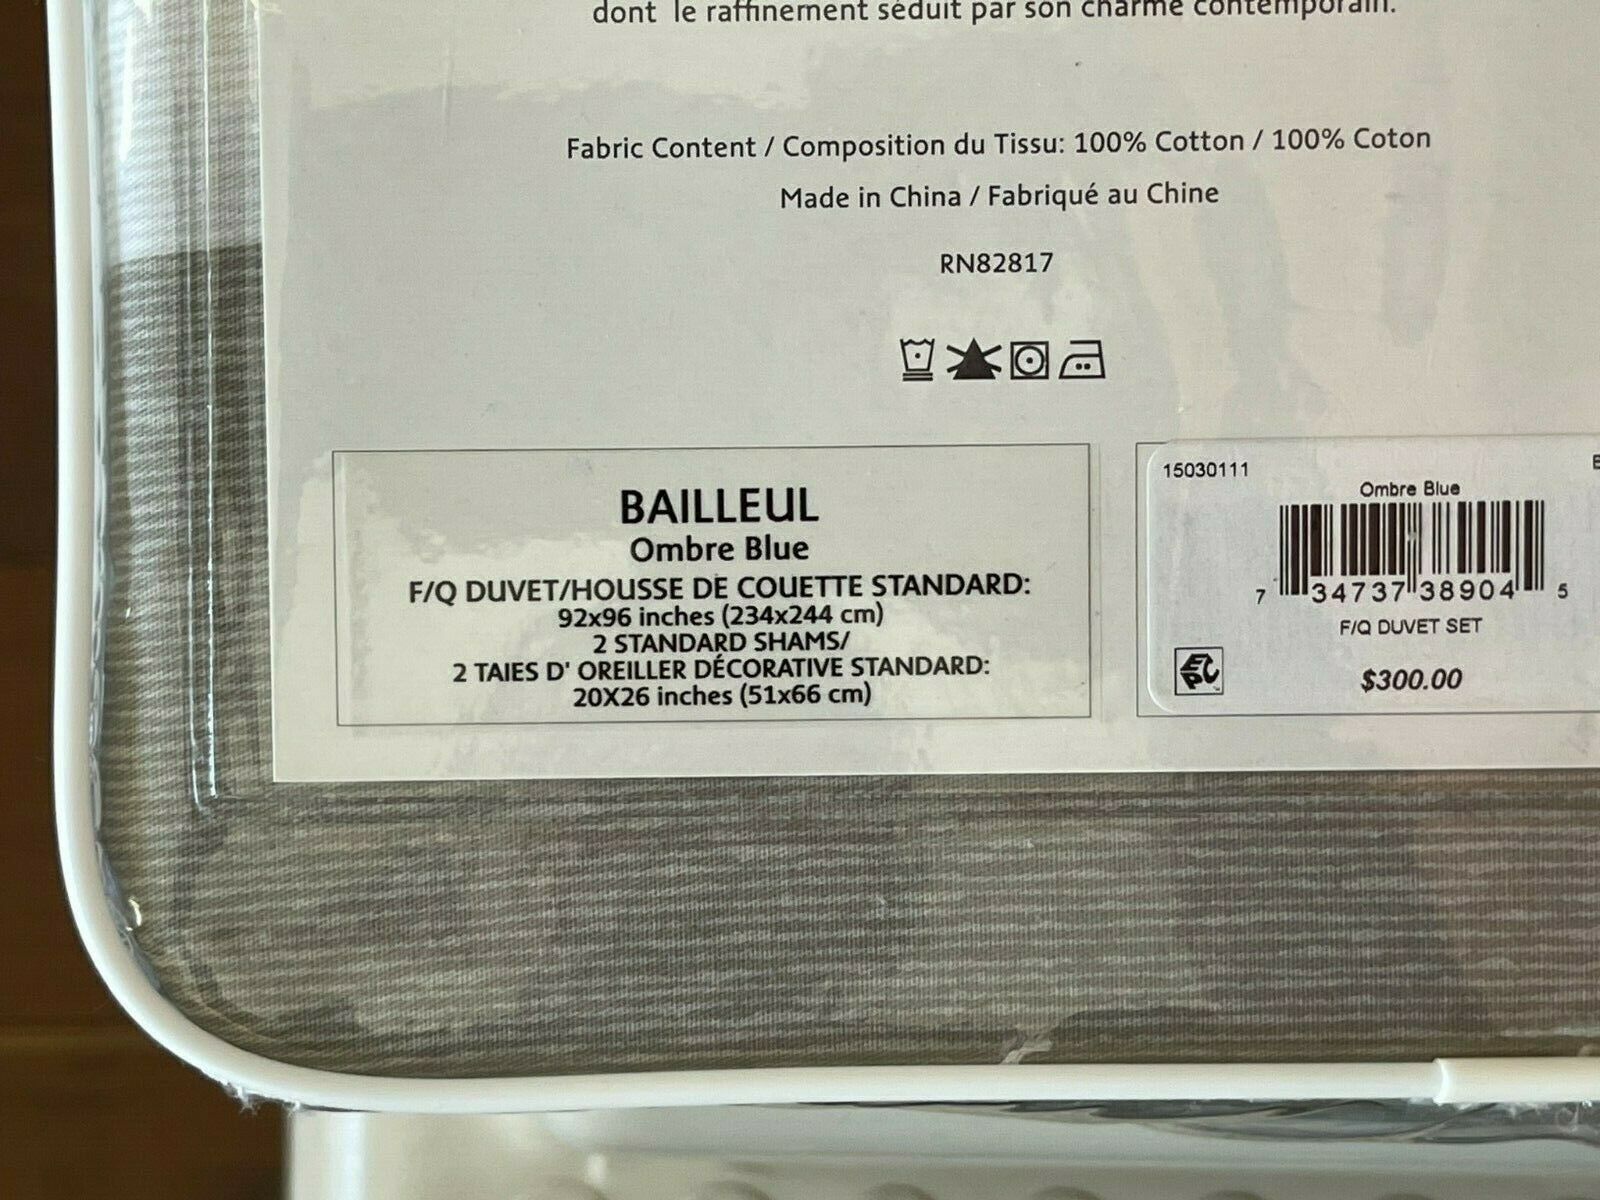 dont le raffinement séduit par son charme contemporain.
Fabric Content / Composition du Tissu: 100% Cotton / 100% Coton
Made in China / Fabriqué au Chine
RN82817
BAILLEUL
Ombre Blue
F/Q DUVET/HOUSSE DE COUETTE STANDARD:
92x96 inches (234x244 cm)
2 STANDARD SHAMS/
2 TAIES D' OREILLER DÉCORATIVE STANDARD:
20X26 inches (51x66 cm)
15030111
Ombre Blue
7 34737 38904 5
F/Q DUVET SET
EPC
$300.00